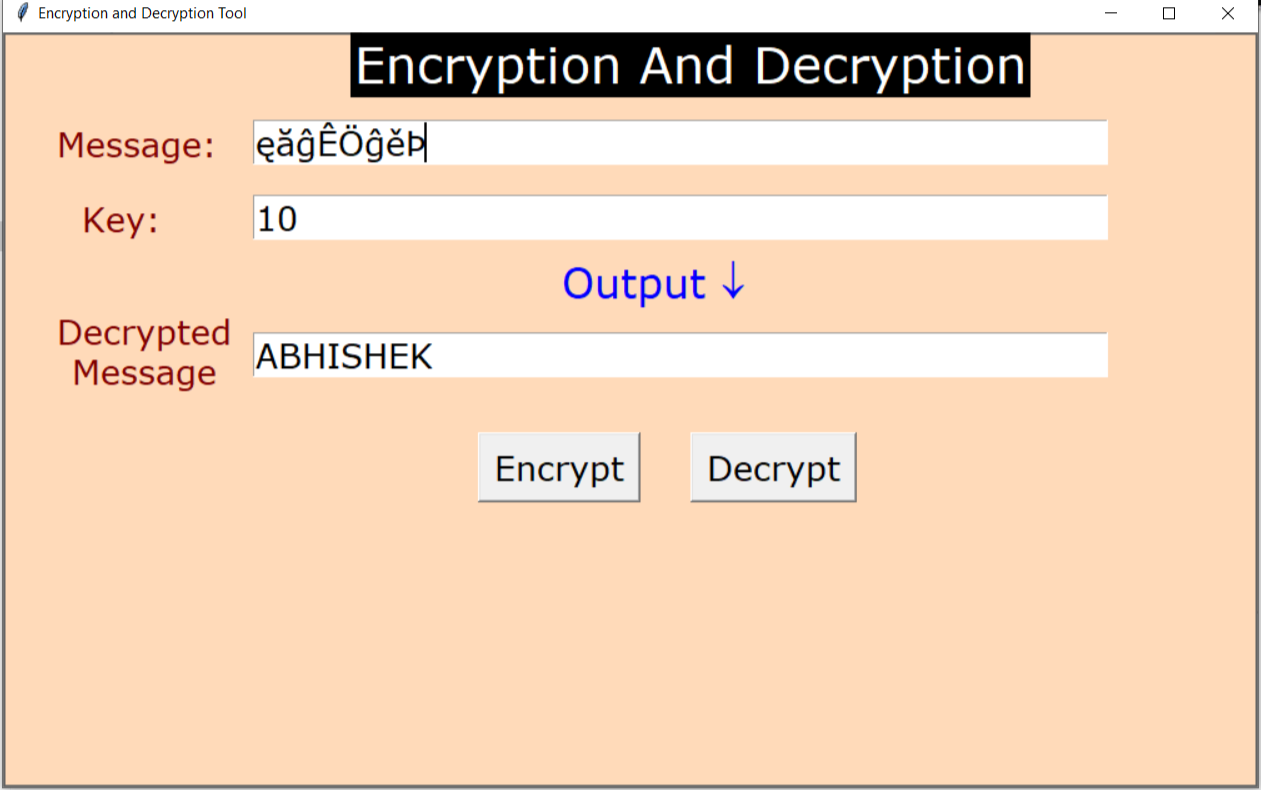 Encryption and Decryption Tool
Encryption And Decryption
Message: ęăĝÊÖĝěÞ
Key: 10
Output ↓
Decrypted
Message
ABHISHEK
Encrypt Decrypt